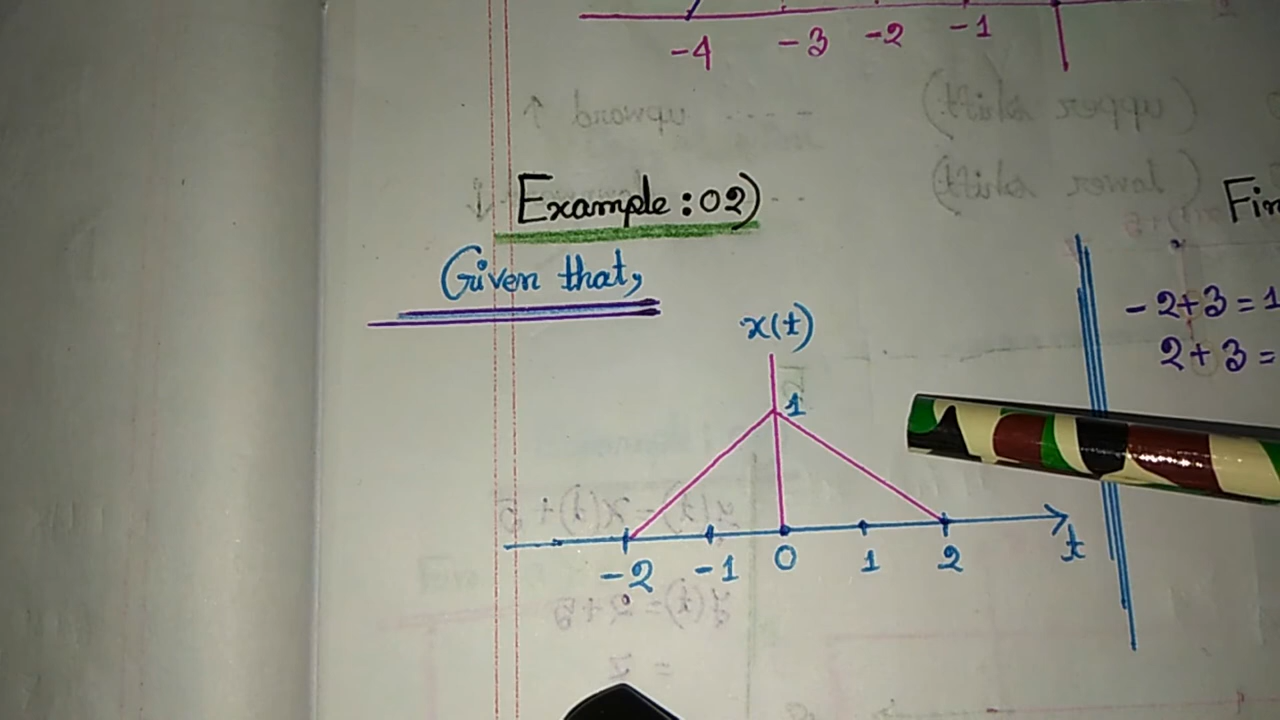 -4 -3 -2 -1
Example:02)
Fin
Given that,
x(t)
-2+3=1
2+3=
1
-2 -1 0 1 2 t